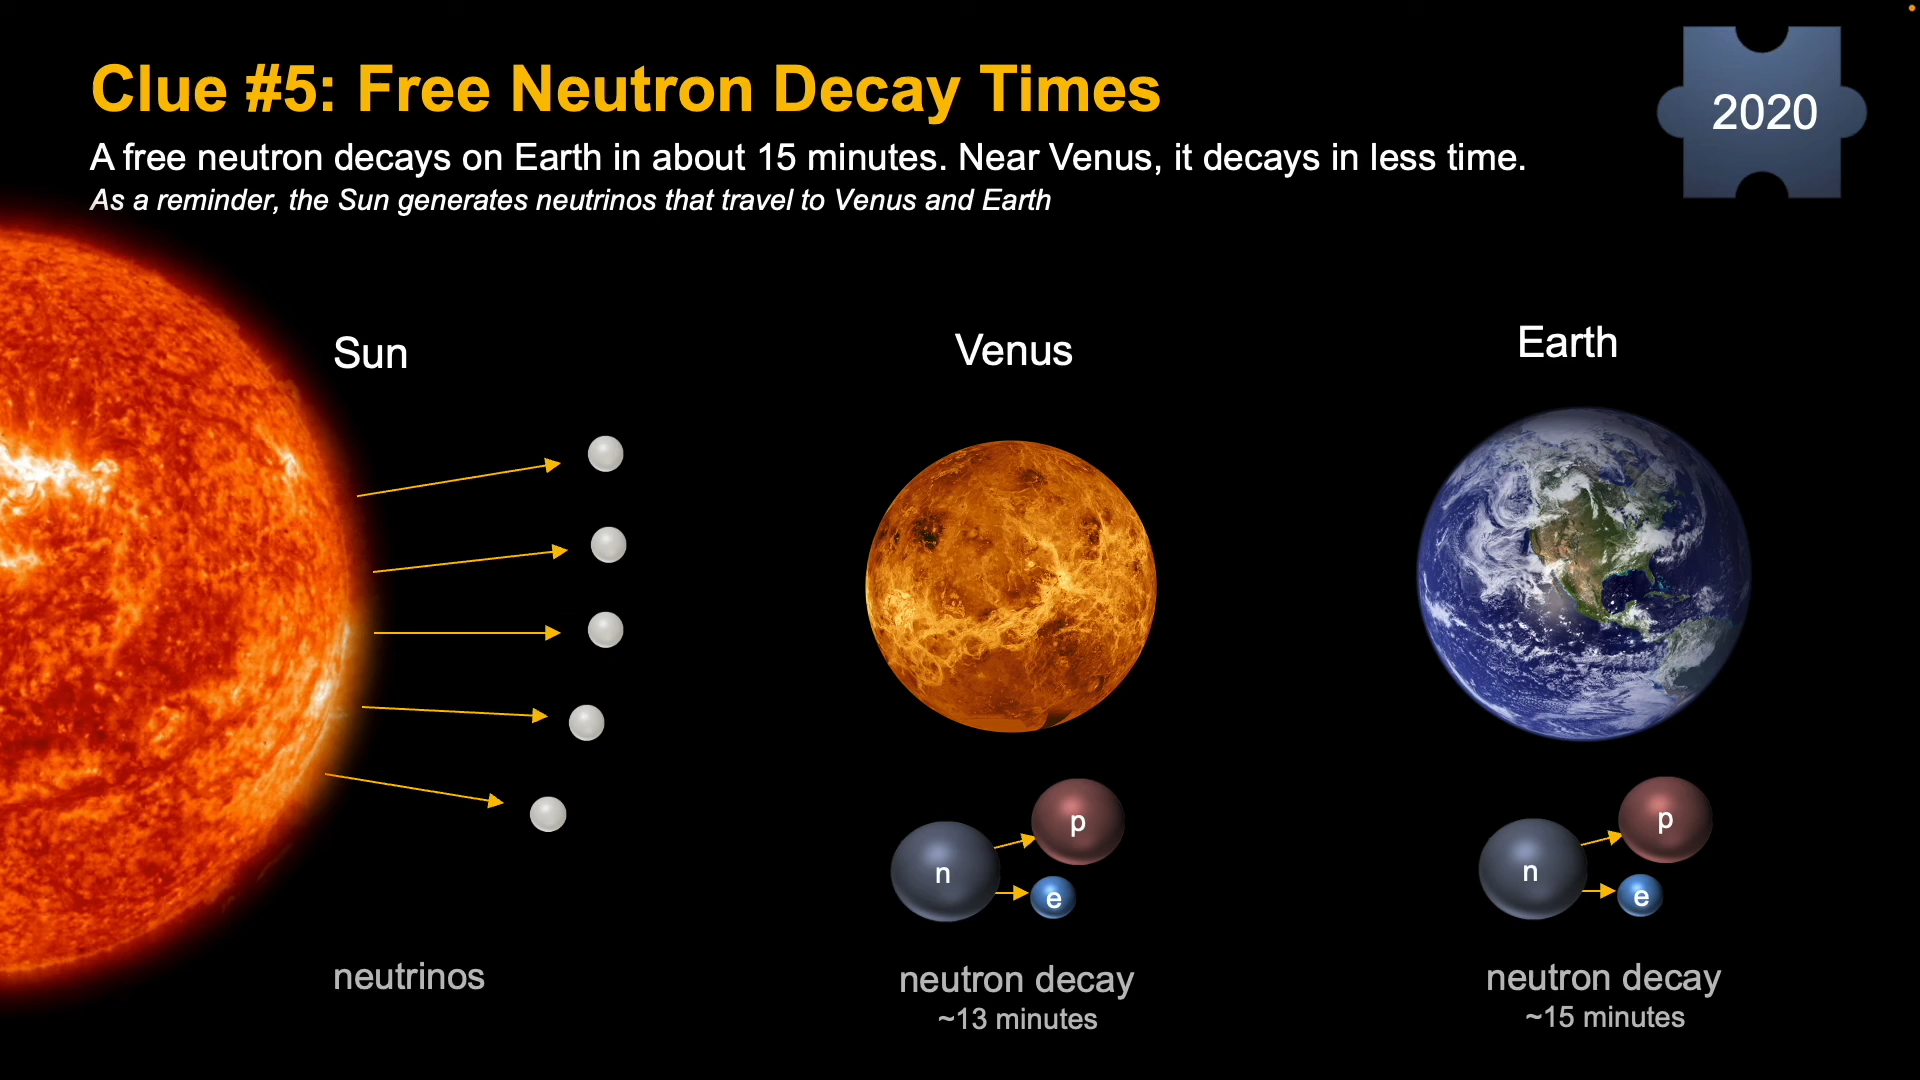 Clue #5: Free Neutron Decay Times
2020
A free neutron decays on Earth in about 15 minutes. Near Venus, it decays in less time.
As a reminder, the Sun generates neutrinos that travel to Venus and Earth
Sun
Venus
Earth
n
p
e
n
p
e
neutrinos
neutron decay
~13 minutes
neutron decay
~15 minutes